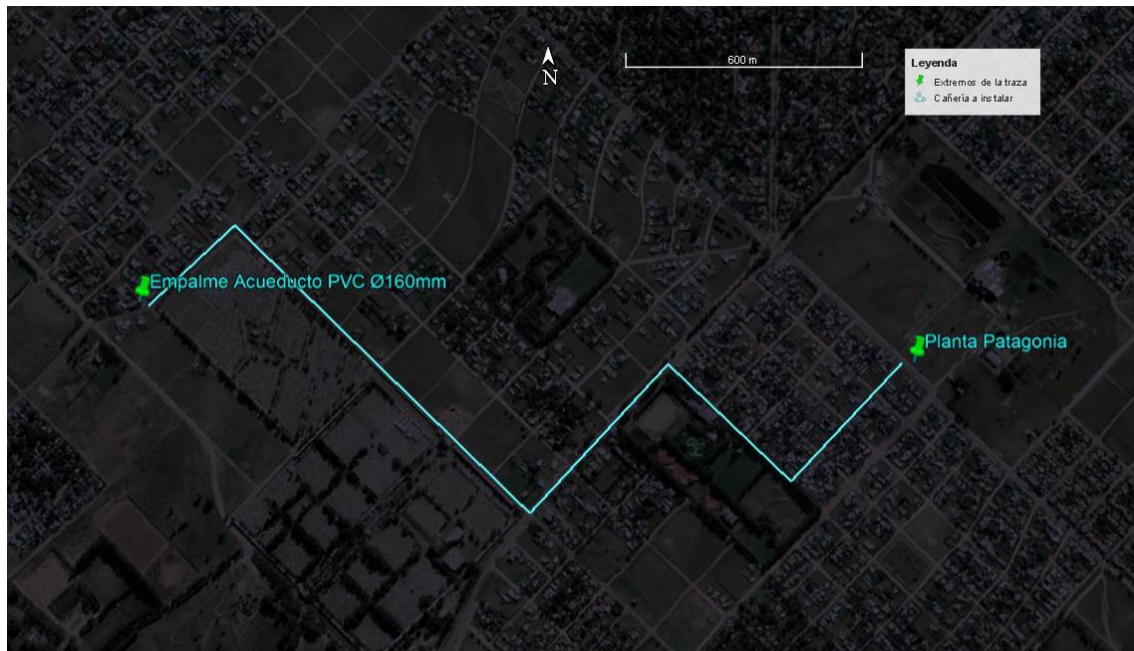 N
600 m
Leyenda
Extremos de la traza
Cañería a instalar
Empalme Acueducto PVC Ø160mm
Planta Patagonia